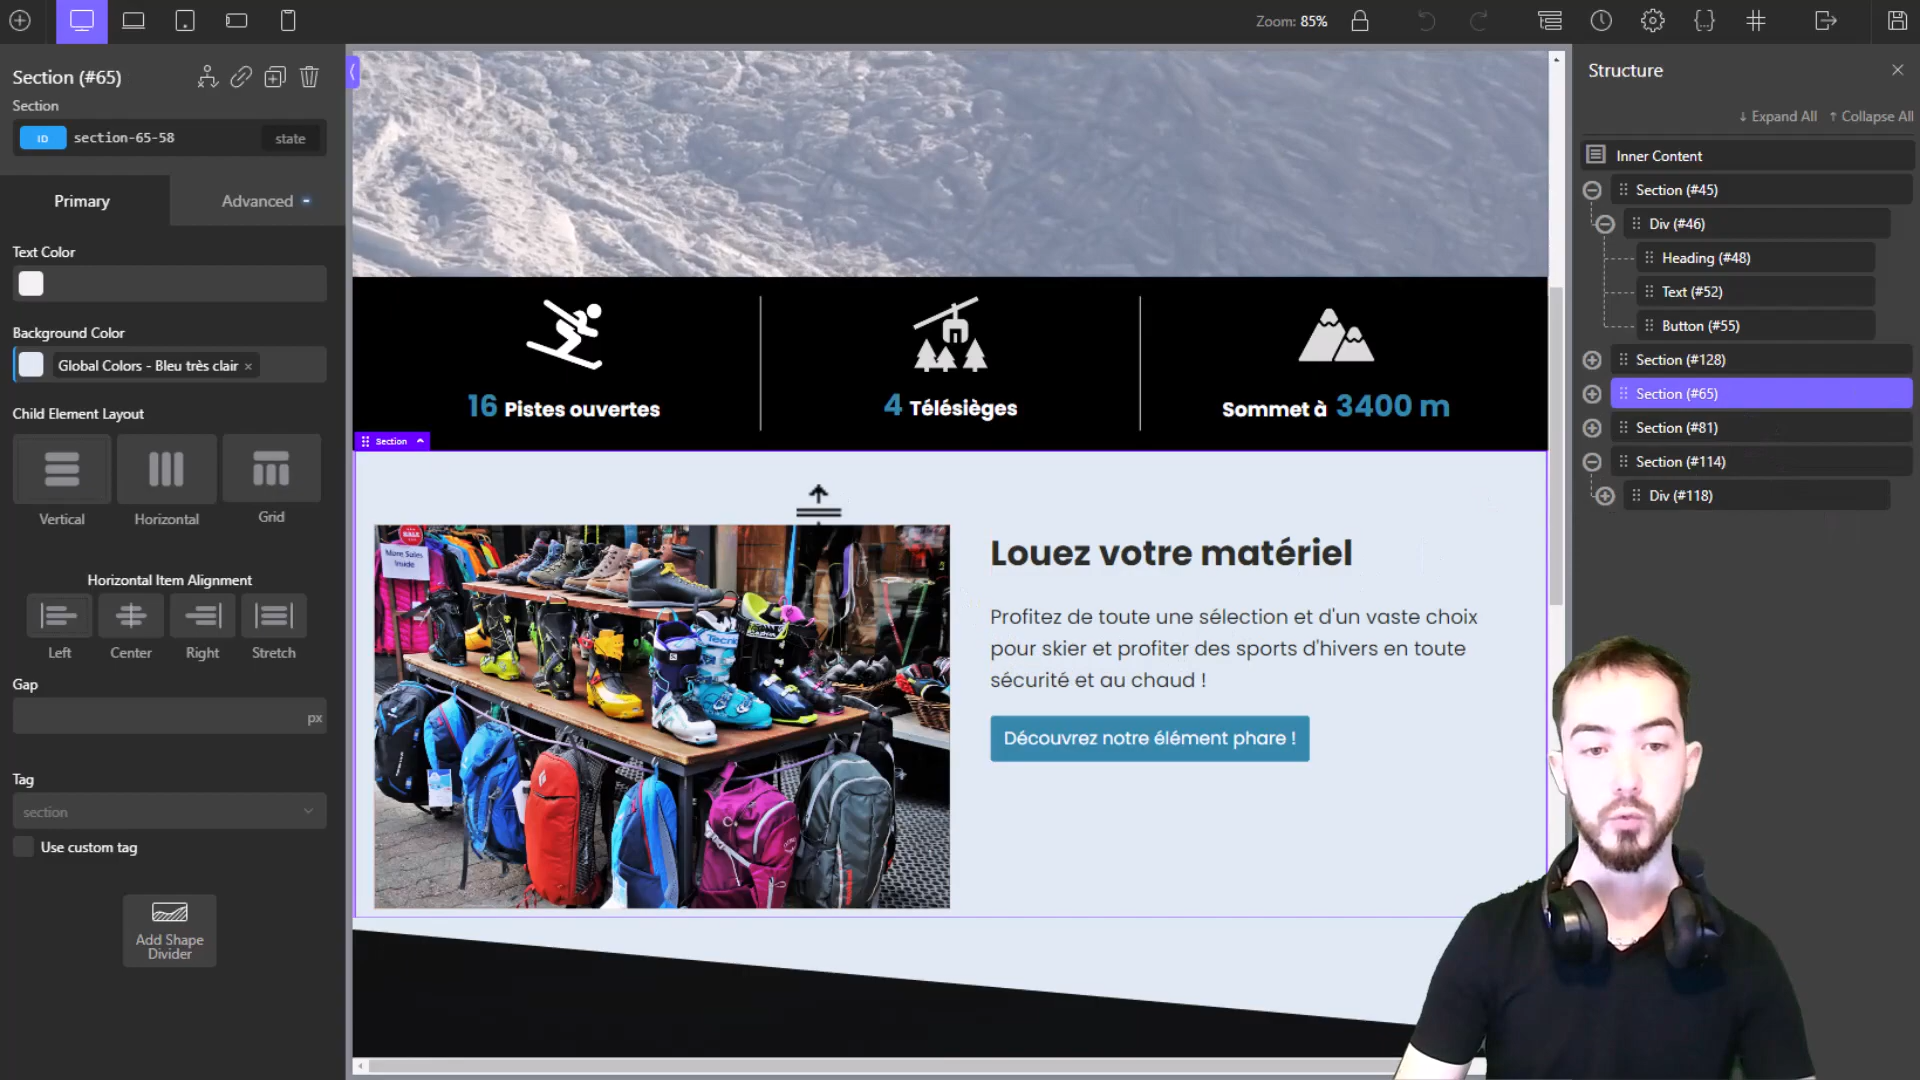 Zoom: 85%
Section (#65)
Section
ID section-65-58 state
Primary Advanced
Text Color
Background Color
Global Colors - Bleu très clair ×
Child Element Layout
Vertical Horizontal Grid
Horizontal Item Alignment
Left Center Right Stretch
Gap
px
Tag
section
Use custom tag
Add Shape
Divider
16 Pistes ouvertes
4 Télésièges
Sommet à 3400 m
Section
SALE
More Sales
Inside
Tecnica
Louez votre matériel
Profitez de toute une sélection et d'un vaste choix
pour skier et profiter des sports d'hivers en toute
sécurité et au chaud !
Découvrez notre élément phare !
Structure
Expand All Collapse All
Inner Content
Section (#45)
Div (#46)
Heading (#48)
Text (#52)
Button (#55)
Section (#128)
Section (#65)
Section (#81)
Section (#114)
Div (#118)